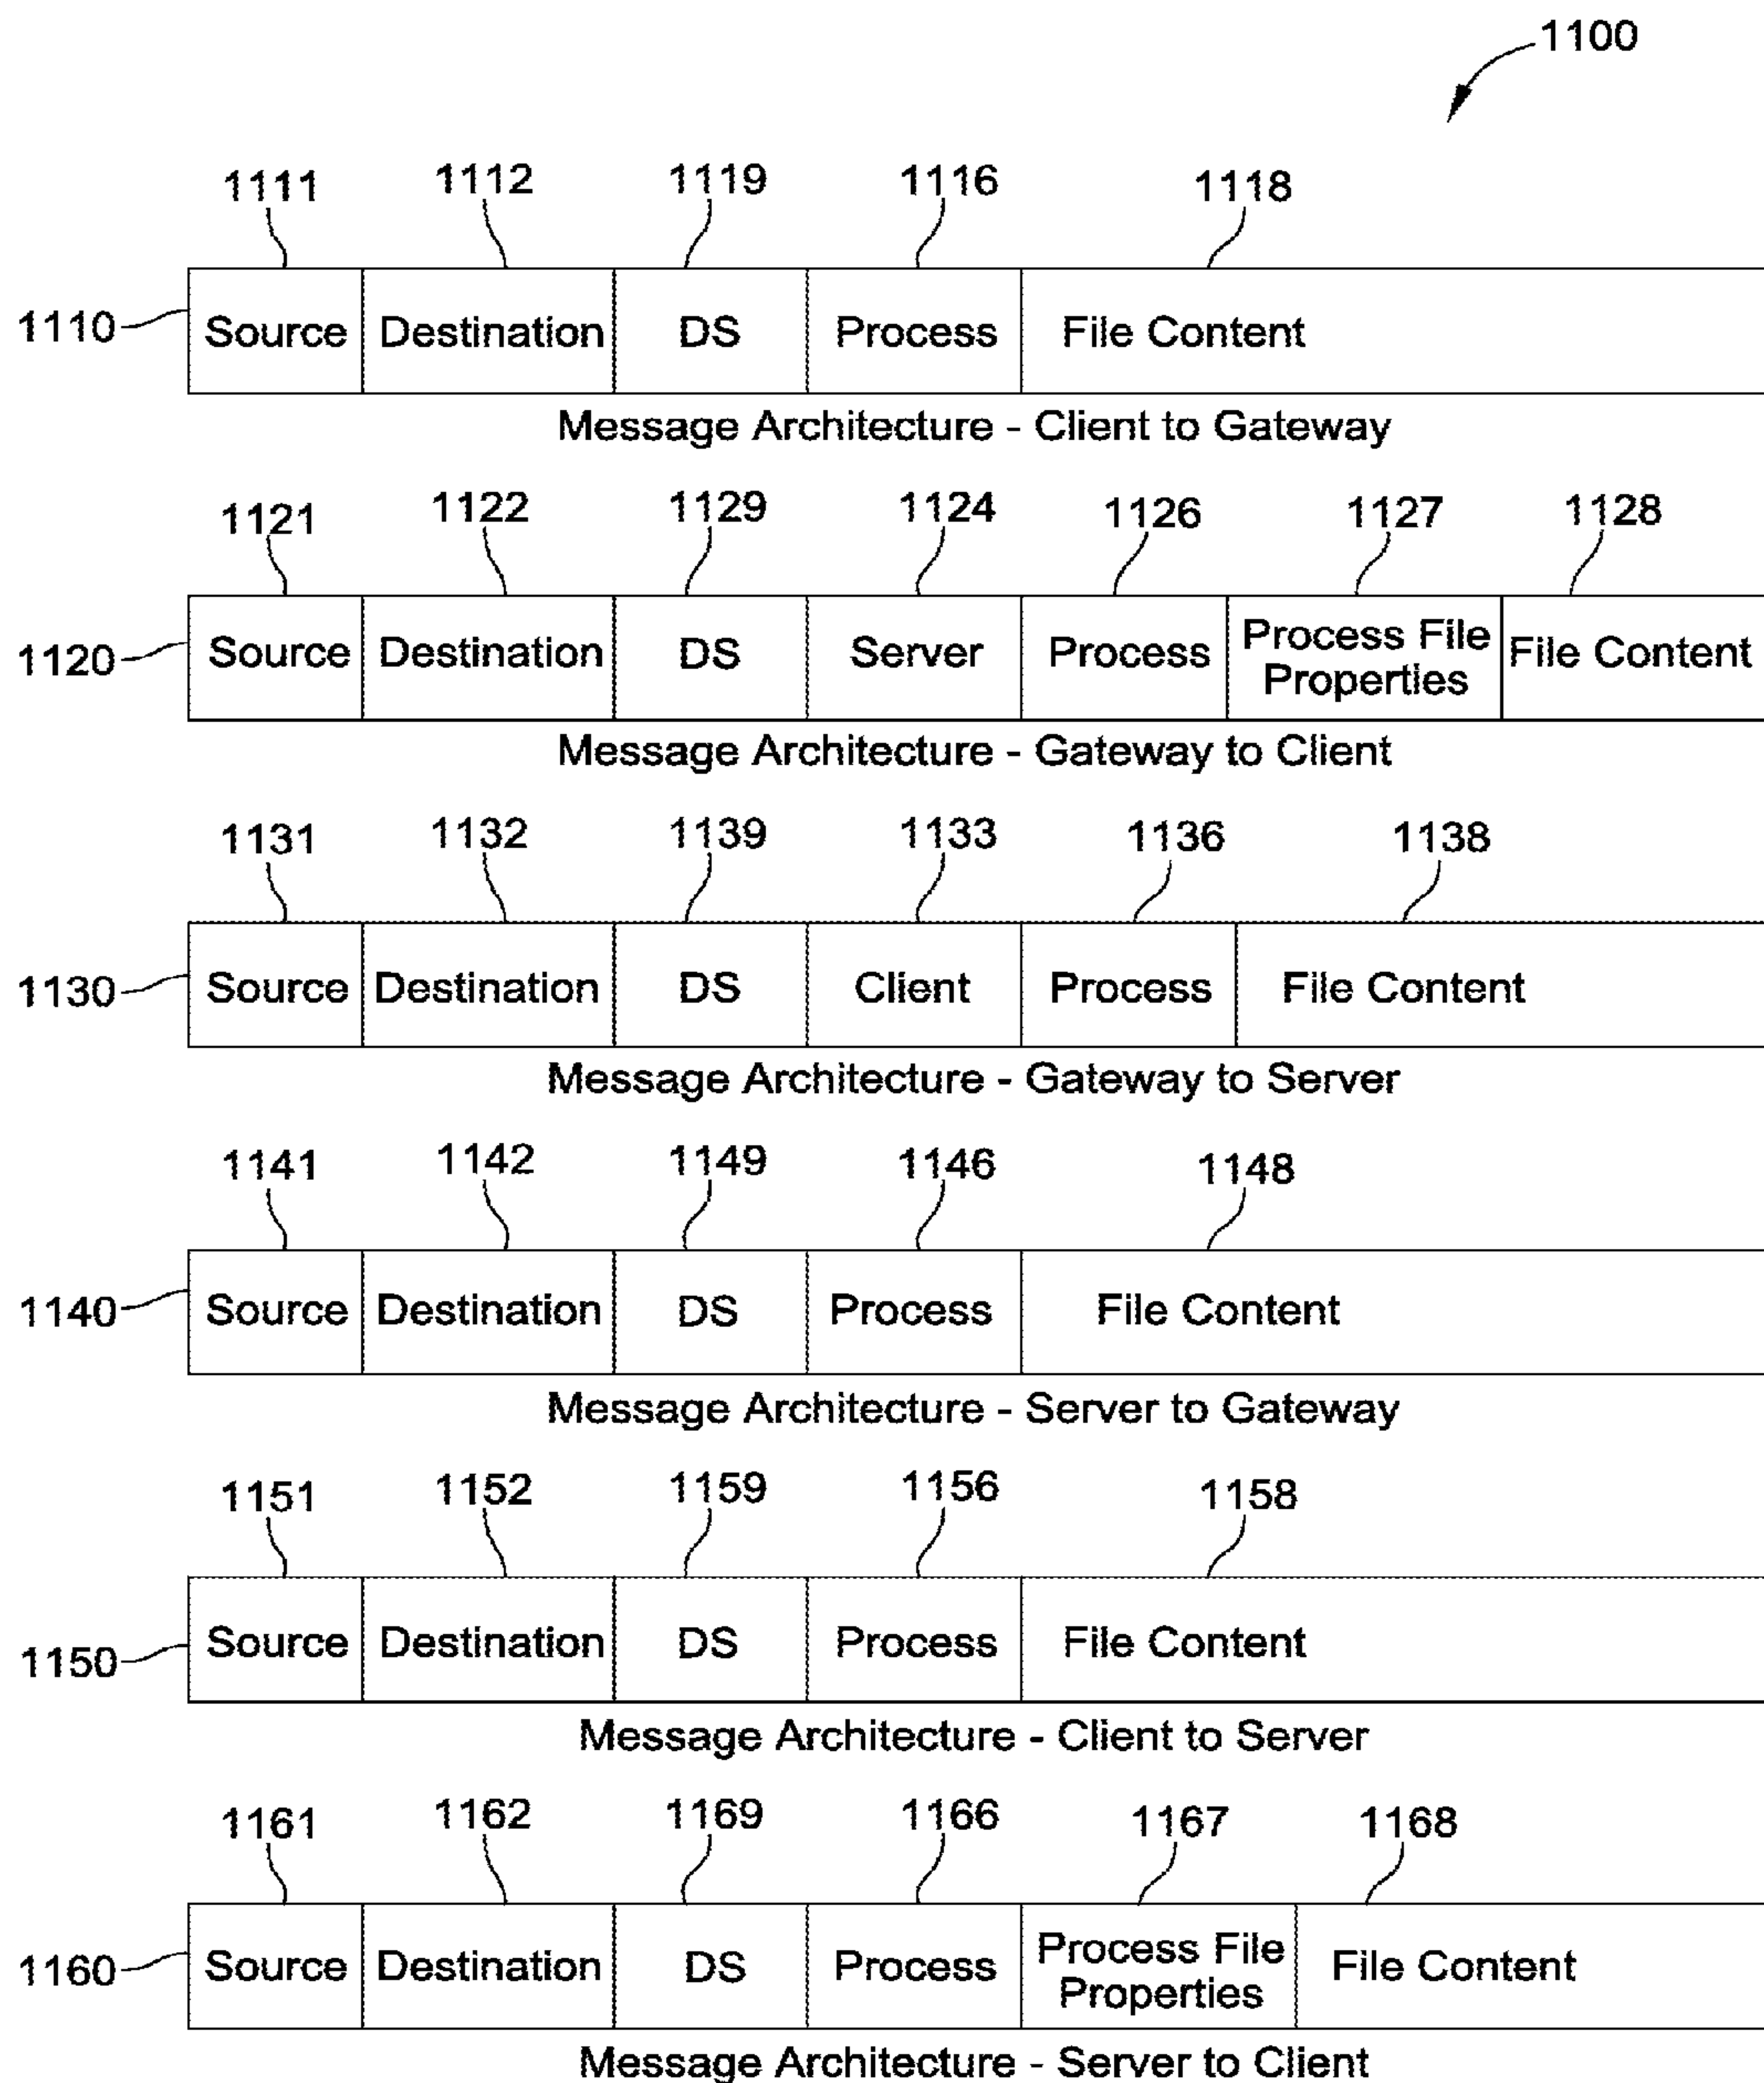 1100
1111 1112 1119 1116 1118
1110 Source Destination DS Process File Content
Message Architecture - Client to Gateway
1121 1122 1129 1124 1126 1127 1128
1120 Source Destination DS Server Process Process File Properties File Content
Message Architecture - Gateway to Client
1131 1132 1139 1133 1136 1138
1130 Source Destination DS Client Process File Content
Message Architecture - Gateway to Server
1141 1142 1149 1146 1148
1140 Source Destination DS Process File Content
Message Architecture - Server to Gateway
1151 1152 1159 1156 1158
1150 Source Destination DS Process File Content
Message Architecture - Client to Server
1161 1162 1169 1166 1167 1168
1160 Source Destination DS Process Process File Properties File Content
Message Architecture - Server to Client